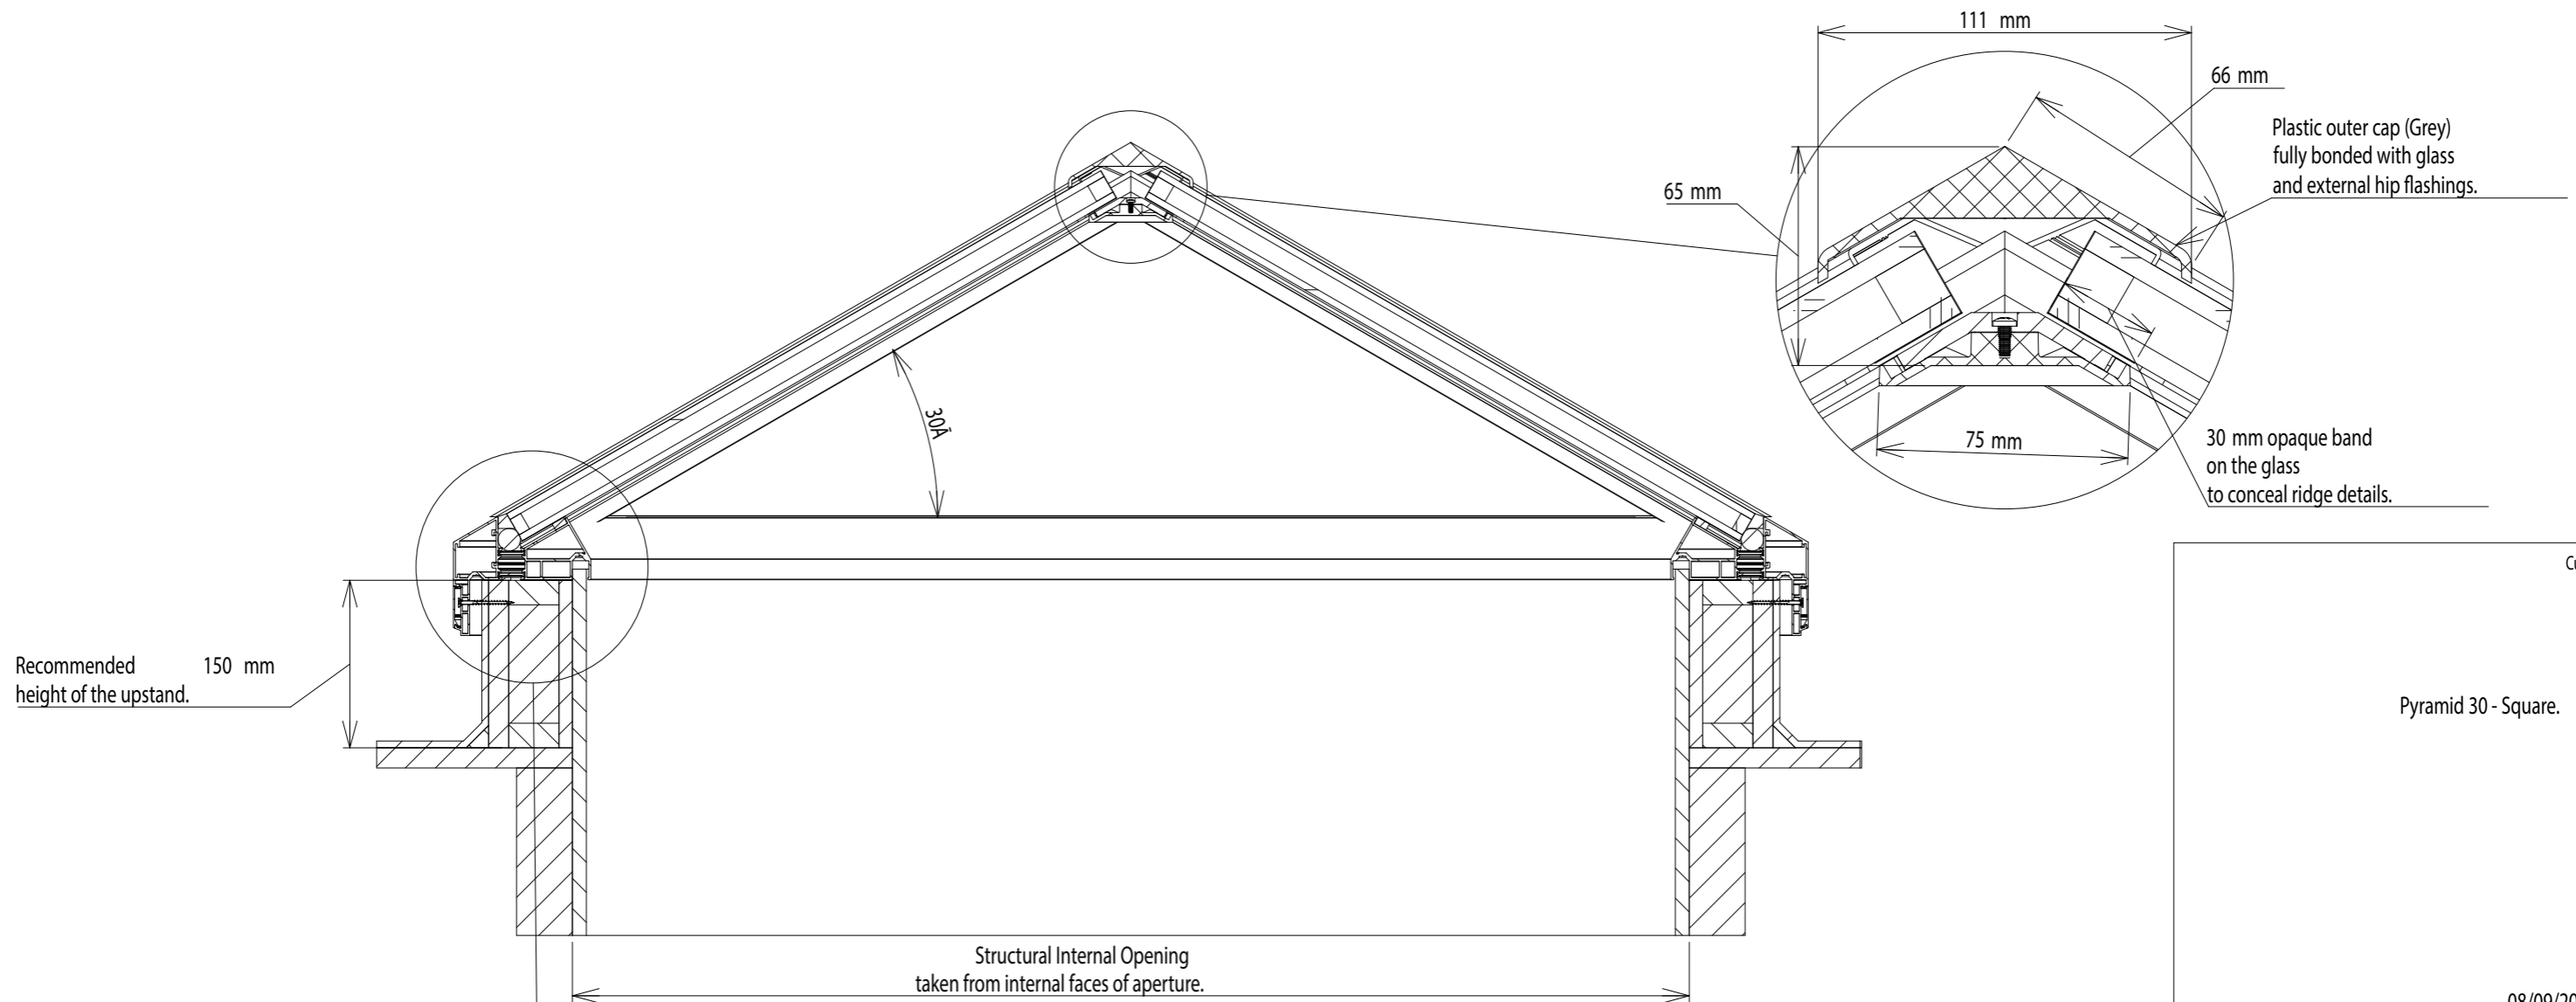 111 mm
66 mm
Plastic outer cap (Grey)
fully bonded with glass
and external hip flashings.
65 mm
30Ã
75 mm
30 mm opaque band
on the glass
to conceal ridge details.
Recommended 150 mm
height of the upstand.
Pyramid 30 - Square.
Structural Internal Opening
taken from internal faces of aperture.